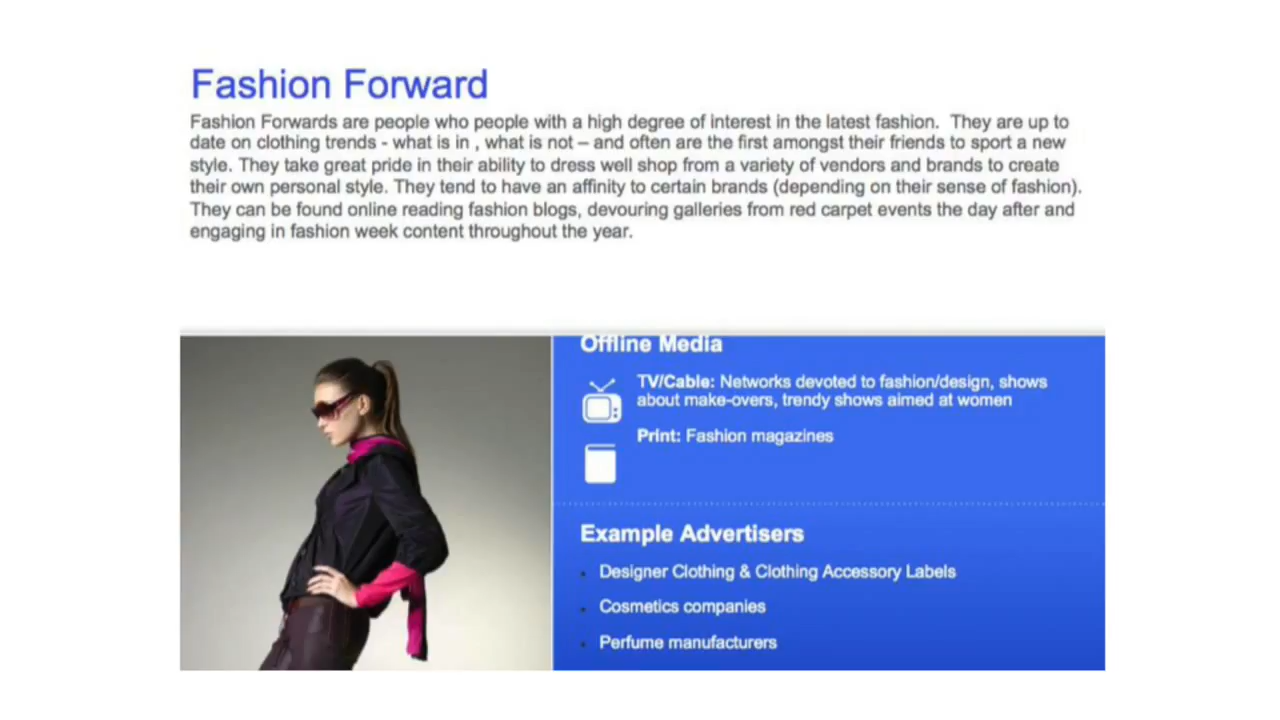 Fashion Forward
Fashion Forwards are people who people with a high degree of interest in the latest fashion.  They are up to
date on clothing trends - what is in , what is not – and often are the first amongst their friends to sport a new
style. They take great pride in their ability to dress well shop from a variety of vendors and brands to create
their own personal style. They tend to have an affinity to certain brands (depending on their sense of fashion).
They can be found online reading fashion blogs, devouring galleries from red carpet events the day after and
engaging in fashion week content throughout the year.
Offline Media
TV/Cable: Networks devoted to fashion/design, shows
about make-overs, trendy shows aimed at women
Print: Fashion magazines
Example Advertisers
Designer Clothing & Clothing Accessory Labels
Cosmetics companies
Perfume manufacturers